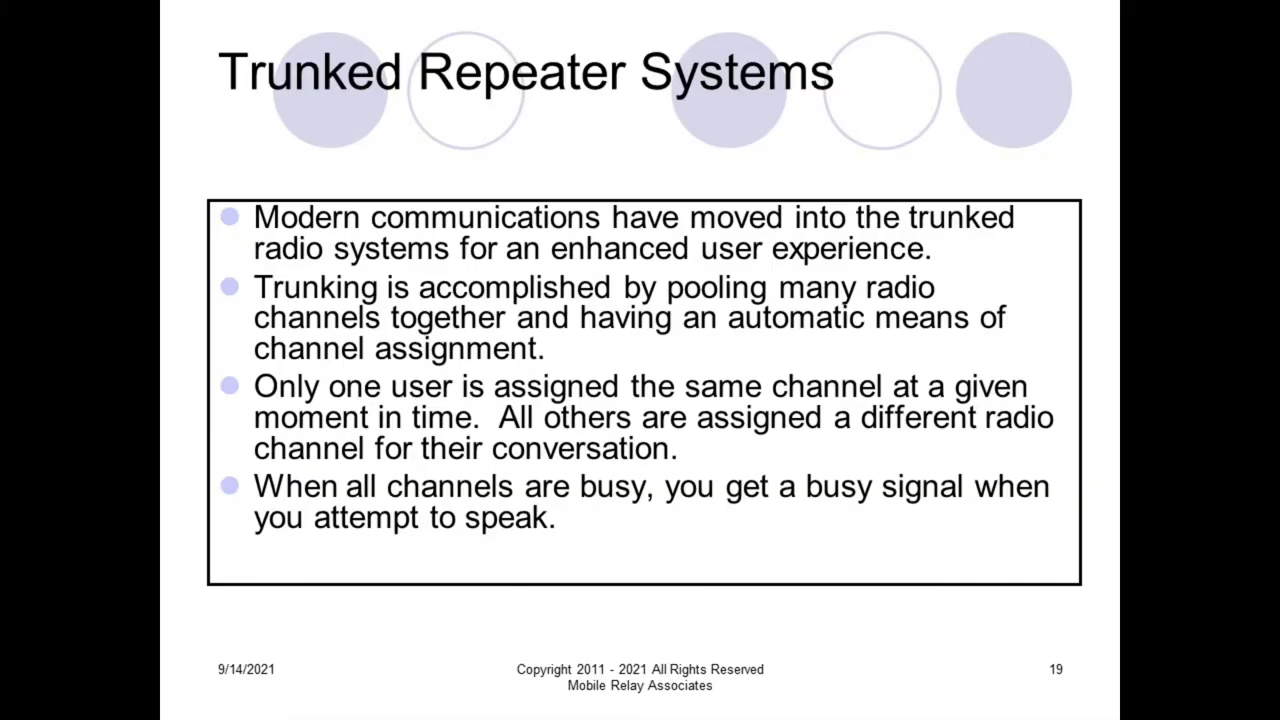 Trunked Repeater Systems
Modern communications have moved into the trunked
radio systems for an enhanced user experience.
Trunking is accomplished by pooling many radio
channels together and having an automatic means of
channel assignment.
Only one user is assigned the same channel at a given
moment in time.  All others are assigned a different radio
channel for their conversation.
When all channels are busy, you get a busy signal when
you attempt to speak.
9/14/2021
Copyright 2011 - 2021 All Rights Reserved
Mobile Relay Associates
19